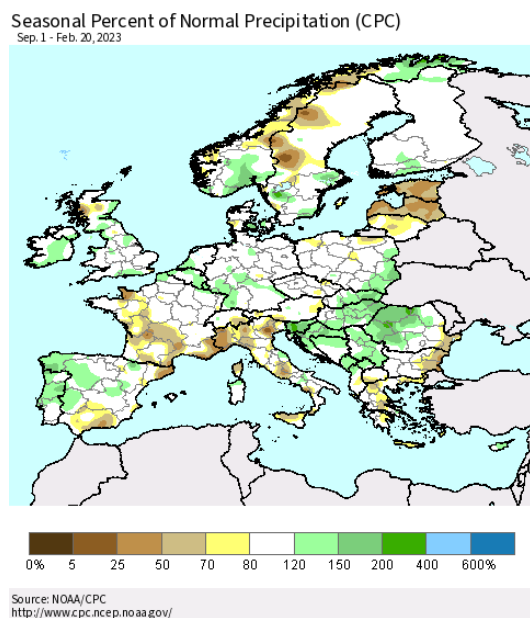 Seasonal Percent of Normal Precipitation (CPC)
Sep. 1 - Feb. 20, 2023
0% 5 25 50 70 80 120 150 200 400 600%
Source: NOAA/CPC
http://www.cpc.ncep.noaa.gov/